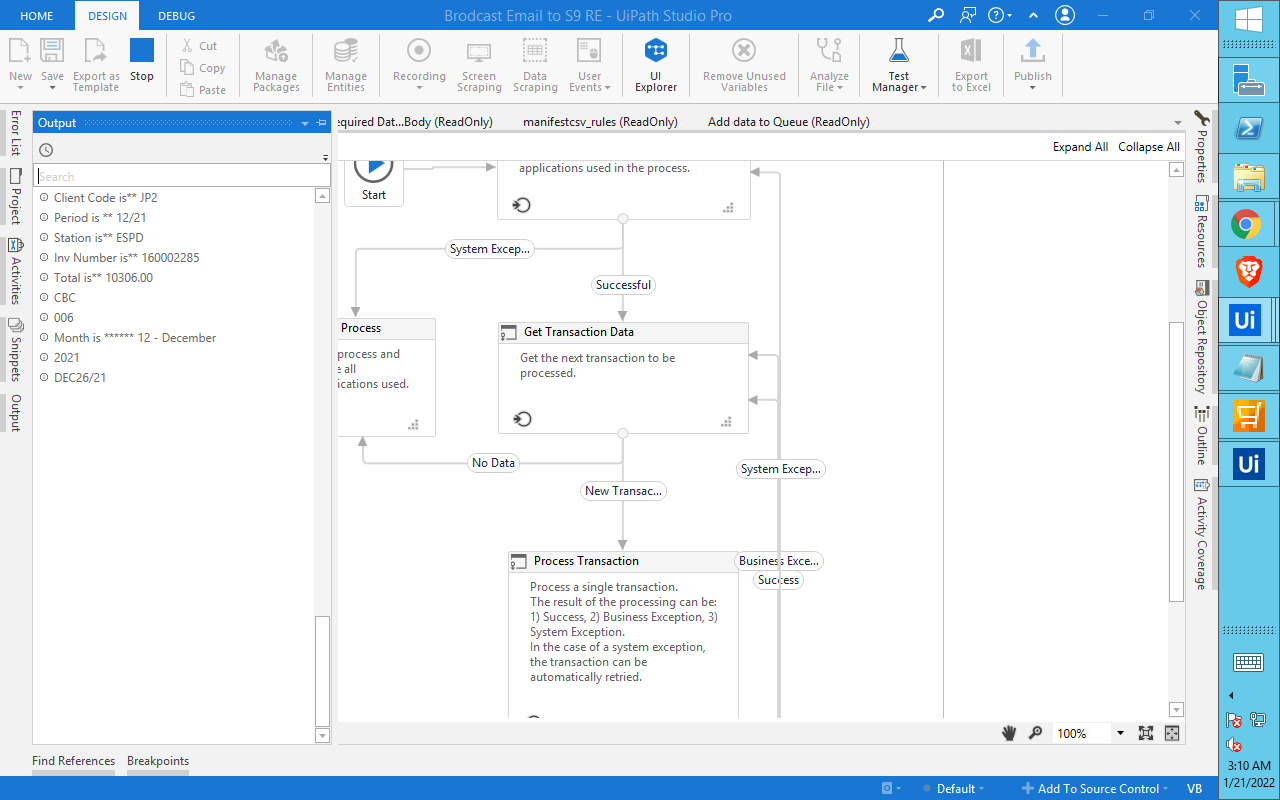 HOME
DESIGN
DEBUG
Brodcast Email to S9 RE - UiPath Studio Pro
New
Save
Export as
Template
Stop
Cut
Copy
Paste
Manage
Packages
Manage
Entities
Recording
Screen
Scraping
Data
Scraping
User
Events
UI
Explorer
Remove Unused
Variables
Analyze
File
Test
Manager
Export
to Excel
Publish
Error List
Project
Activities
Snippets
Output
Output
Search
Client Code is** JP2
Period is ** 12/21
Station is** ESPD
Inv Number is** 160002285
Total is** 10306.00
CBC
006
Month is ****** 12 - December
2021
DEC26/21
equired Dat...Body (ReadOnly)
manifestcsv_rules (ReadOnly)
Add data to Queue (ReadOnly)
Expand All
Collapse All
Start
applications used in the process.
System Excep...
Successful
Process
process and
e all
ications used.
Get Transaction Data
Get the next transaction to be
processed.
No Data
New Transac...
System Excep...
Process Transaction
Process a single transaction.
The result of the processing can be:
1) Success, 2) Business Exception, 3)
System Exception.
In the case of a system exception,
the transaction can be
automatically retried.
Business Exce...
Success
100%
Properties
Resources
Object Repository
Outline
Activity Coverage
Find References
Breakpoints
Default
Add To Source Control
VB
Ui
Ui
3:10 AM
1/21/2022